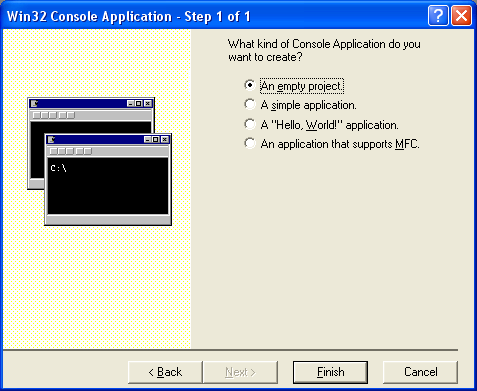 Win32 Console Application - Step 1 of 1
What kind of Console Application do you
want to create?
An empty project.
A simple application.
A "Hello, World!" application.
An application that supports MFC.
C:\
< Back
Next >
Finish
Cancel